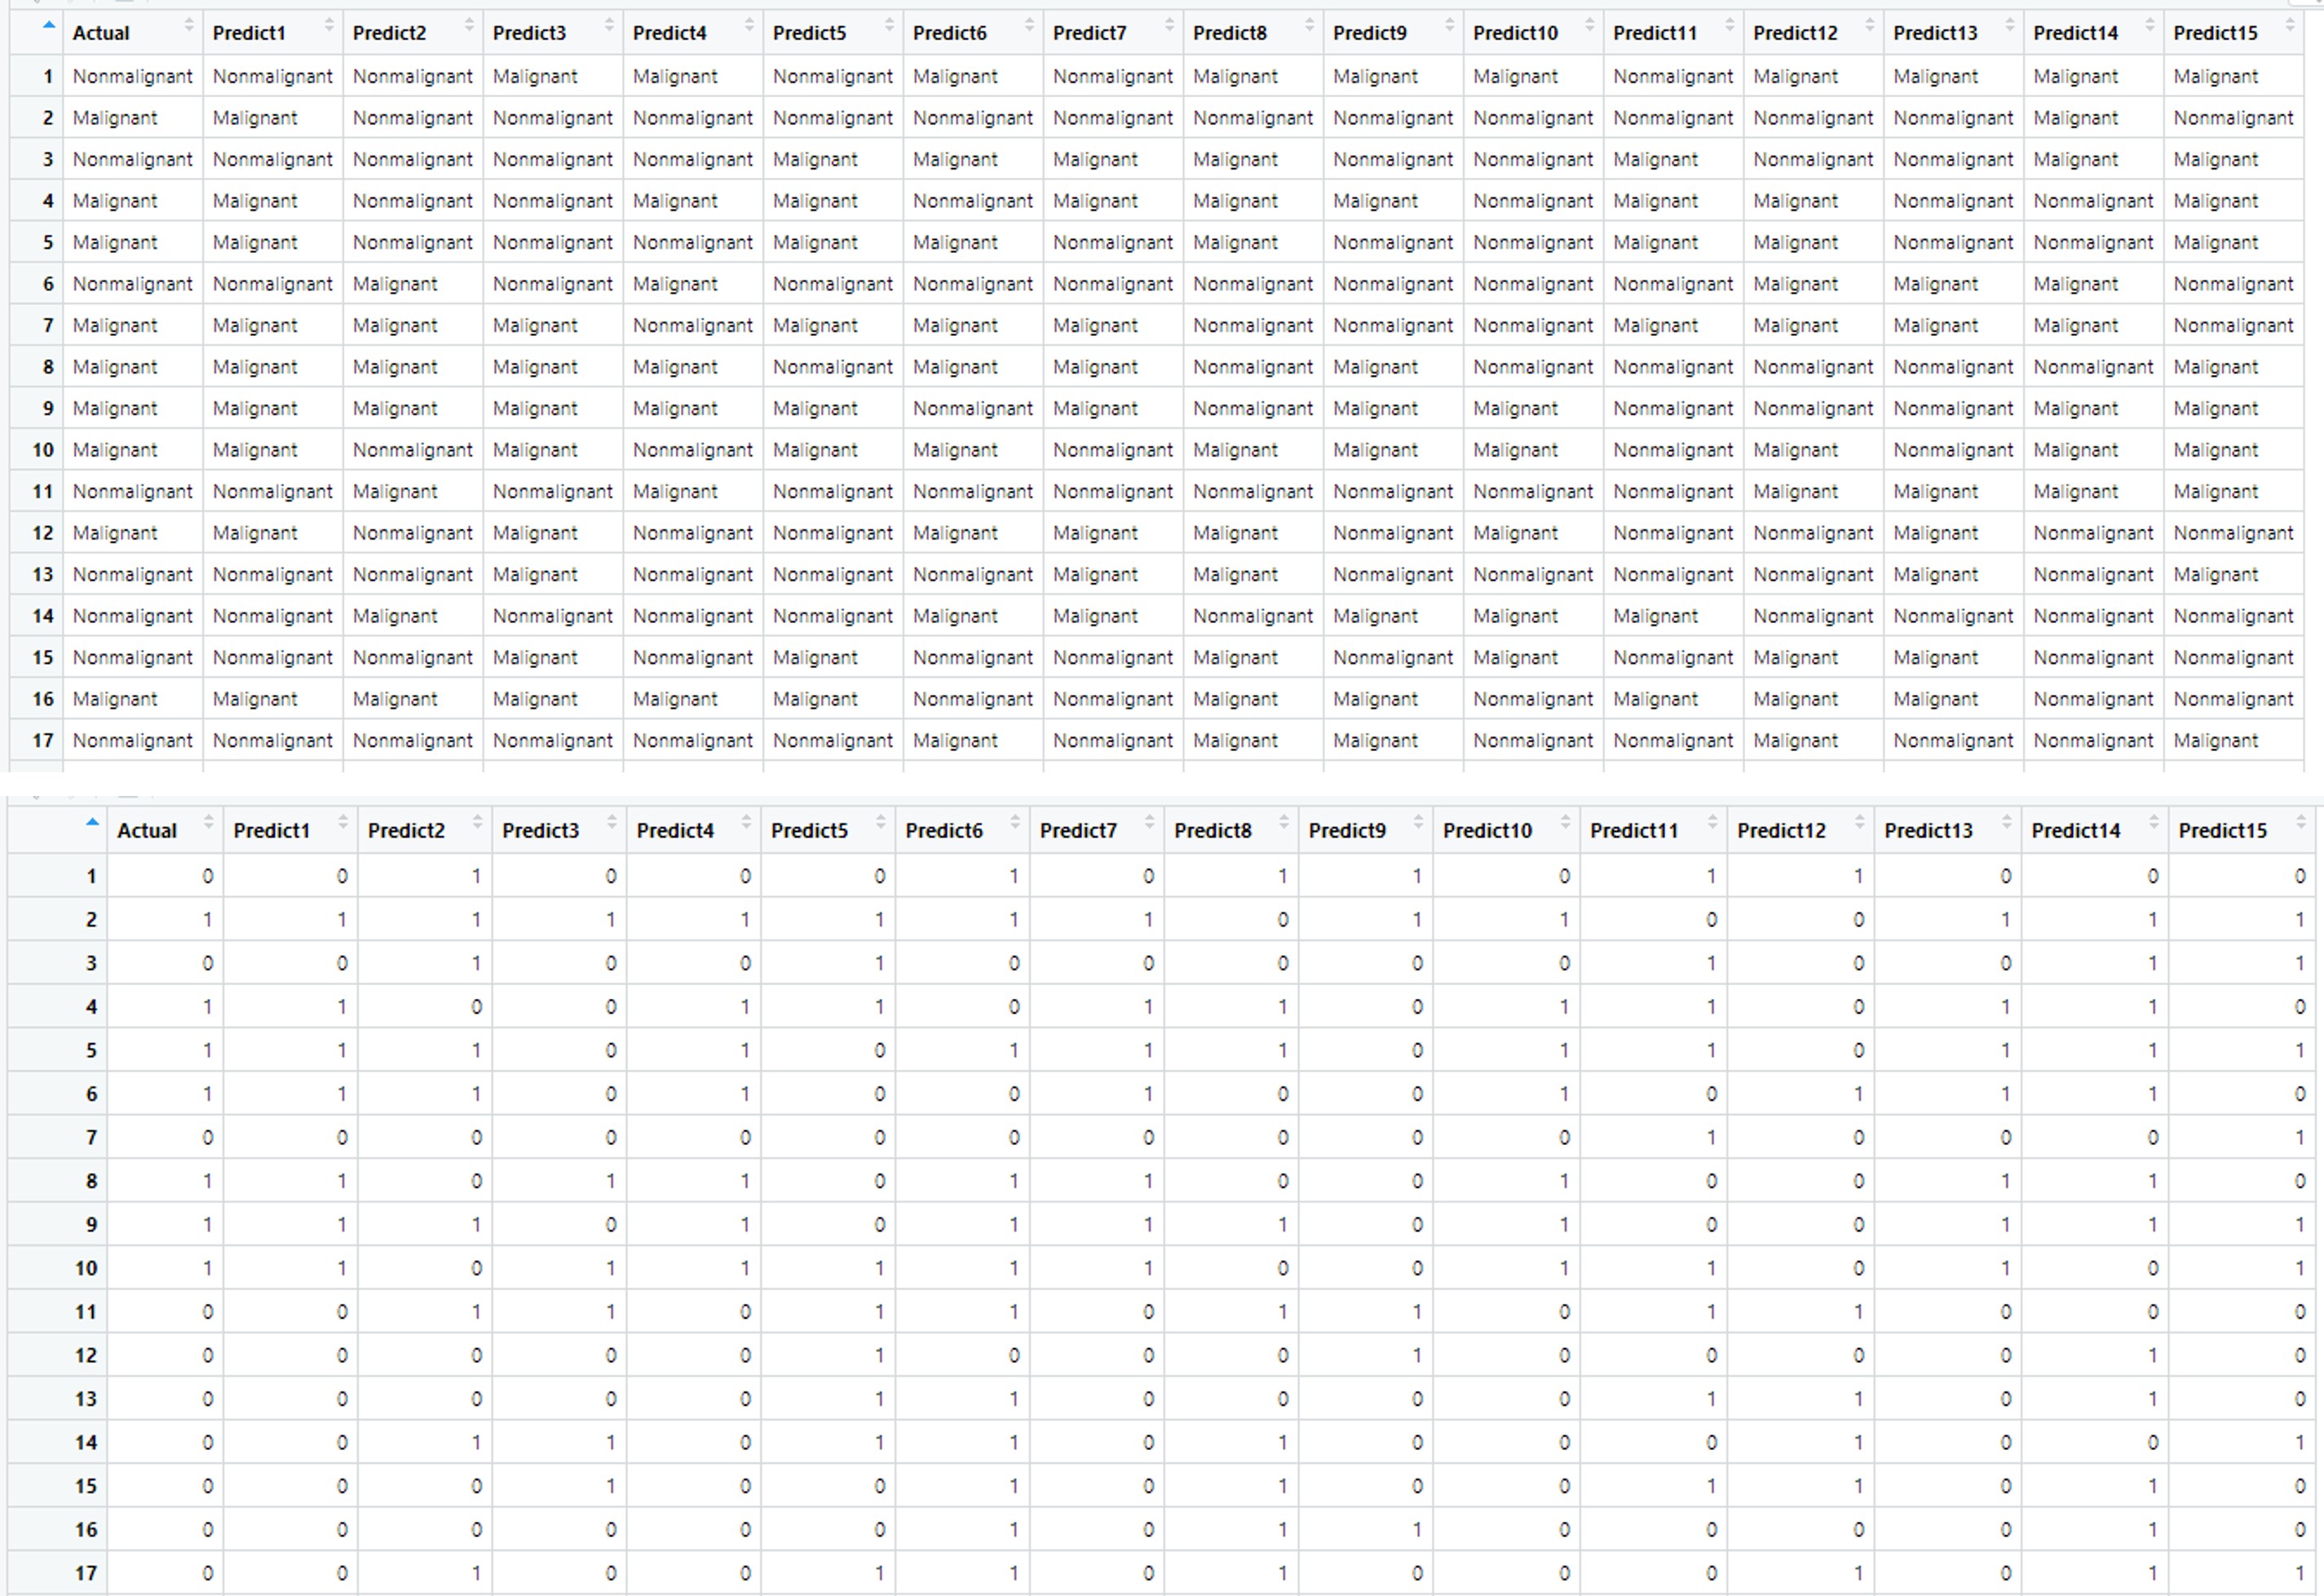 Actual Predict1 Predict2 Predict3 Predict4 Predict5 Predict6 Predict7 Predict8 Predict9 Predict10 Predict11 Predict12 Predict13 Predict14 Predict15
1 Nonmalignant Nonmalignant Nonmalignant Malignant Malignant Nonmalignant Malignant Nonmalignant Malignant Malignant Malignant Nonmalignant Malignant Malignant Malignant Malignant
2 Malignant Malignant Nonmalignant Nonmalignant Nonmalignant Nonmalignant Nonmalignant Nonmalignant Nonmalignant Nonmalignant Nonmalignant Nonmalignant Nonmalignant Nonmalignant Malignant Nonmalignant
3 Nonmalignant Nonmalignant Nonmalignant Nonmalignant Nonmalignant Malignant Malignant Malignant Malignant Nonmalignant Nonmalignant Malignant Nonmalignant Nonmalignant Malignant Malignant
4 Malignant Malignant Nonmalignant Nonmalignant Malignant Malignant Nonmalignant Malignant Malignant Malignant Nonmalignant Malignant Malignant Nonmalignant Nonmalignant Malignant
5 Malignant Malignant Nonmalignant Nonmalignant Nonmalignant Malignant Malignant Nonmalignant Malignant Nonmalignant Nonmalignant Malignant Malignant Nonmalignant Nonmalignant Malignant
6 Nonmalignant Nonmalignant Malignant Nonmalignant Malignant Nonmalignant Nonmalignant Nonmalignant Nonmalignant Nonmalignant Nonmalignant Nonmalignant Malignant Malignant Malignant Nonmalignant
7 Malignant Malignant Malignant Malignant Nonmalignant Malignant Malignant Malignant Nonmalignant Nonmalignant Nonmalignant Malignant Malignant Malignant Malignant Nonmalignant
8 Malignant Malignant Malignant Malignant Malignant Nonmalignant Malignant Malignant Nonmalignant Malignant Nonmalignant Nonmalignant Nonmalignant Nonmalignant Nonmalignant Malignant
9 Malignant Malignant Malignant Malignant Malignant Malignant Nonmalignant Malignant Nonmalignant Malignant Malignant Nonmalignant Nonmalignant Nonmalignant Malignant Malignant
10 Malignant Malignant Nonmalignant Malignant Nonmalignant Malignant Malignant Nonmalignant Malignant Malignant Malignant Nonmalignant Malignant Nonmalignant Malignant Malignant
11 Nonmalignant Nonmalignant Malignant Nonmalignant Malignant Nonmalignant Nonmalignant Nonmalignant Nonmalignant Nonmalignant Nonmalignant Nonmalignant Malignant Malignant Malignant Malignant
12 Malignant Malignant Nonmalignant Malignant Nonmalignant Nonmalignant Malignant Malignant Malignant Nonmalignant Malignant Nonmalignant Malignant Malignant Nonmalignant Nonmalignant
13 Nonmalignant Nonmalignant Nonmalignant Malignant Nonmalignant Nonmalignant Nonmalignant Malignant Malignant Nonmalignant Nonmalignant Nonmalignant Nonmalignant Malignant Nonmalignant Malignant
14 Nonmalignant Nonmalignant Malignant Nonmalignant Nonmalignant Nonmalignant Malignant Malignant Nonmalignant Malignant Malignant Malignant Nonmalignant Nonmalignant Nonmalignant Nonmalignant
15 Nonmalignant Nonmalignant Nonmalignant Malignant Nonmalignant Malignant Nonmalignant Nonmalignant Malignant Nonmalignant Malignant Nonmalignant Malignant Malignant Nonmalignant Nonmalignant
16 Malignant Malignant Malignant Malignant Malignant Malignant Nonmalignant Nonmalignant Malignant Malignant Nonmalignant Malignant Malignant Malignant Nonmalignant Nonmalignant
17 Nonmalignant Nonmalignant Nonmalignant Nonmalignant Nonmalignant Nonmalignant Malignant Nonmalignant Malignant Malignant Nonmalignant Nonmalignant Malignant Nonmalignant Nonmalignant Malignant
Actual Predict1 Predict2 Predict3 Predict4 Predict5 Predict6 Predict7 Predict8 Predict9 Predict10 Predict11 Predict12 Predict13 Predict14 Predict15
1 0 0 1 0 0 0 1 0 1 1 0 1 1 0 0 0
2 1 1 1 1 1 1 1 1 0 1 1 0 0 1 1 1
3 0 0 1 0 0 1 0 0 0 0 0 1 0 0 1 1
4 1 1 0 0 1 1 0 1 1 0 1 1 0 1 1 0
5 1 1 1 0 1 0 1 1 1 0 1 1 0 1 1 1
6 1 1 1 0 1 0 0 1 0 0 1 0 1 1 1 0
7 0 0 0 0 0 0 0 0 0 0 0 1 0 0 0 1
8 1 1 0 1 1 0 1 1 0 0 1 0 0 1 1 0
9 1 1 1 0 1 0 1 1 1 0 1 0 0 1 1 1
10 1 1 0 1 1 1 1 1 0 0 1 1 0 1 0 1
11 0 0 1 1 0 1 1 0 1 1 0 1 1 0 0 0
12 0 0 0 0 0 1 0 0 0 1 0 0 0 0 1 0
13 0 0 0 0 0 1 1 0 0 0 0 1 1 0 1 0
14 0 0 1 1 0 1 1 0 1 0 0 0 1 0 0 1
15 0 0 0 1 0 0 1 0 1 0 0 1 1 0 1 0
16 0 0 0 0 0 0 1 0 1 1 0 0 0 0 1 0
17 0 0 1 0 0 1 1 0 1 0 0 0 1 0 1 1